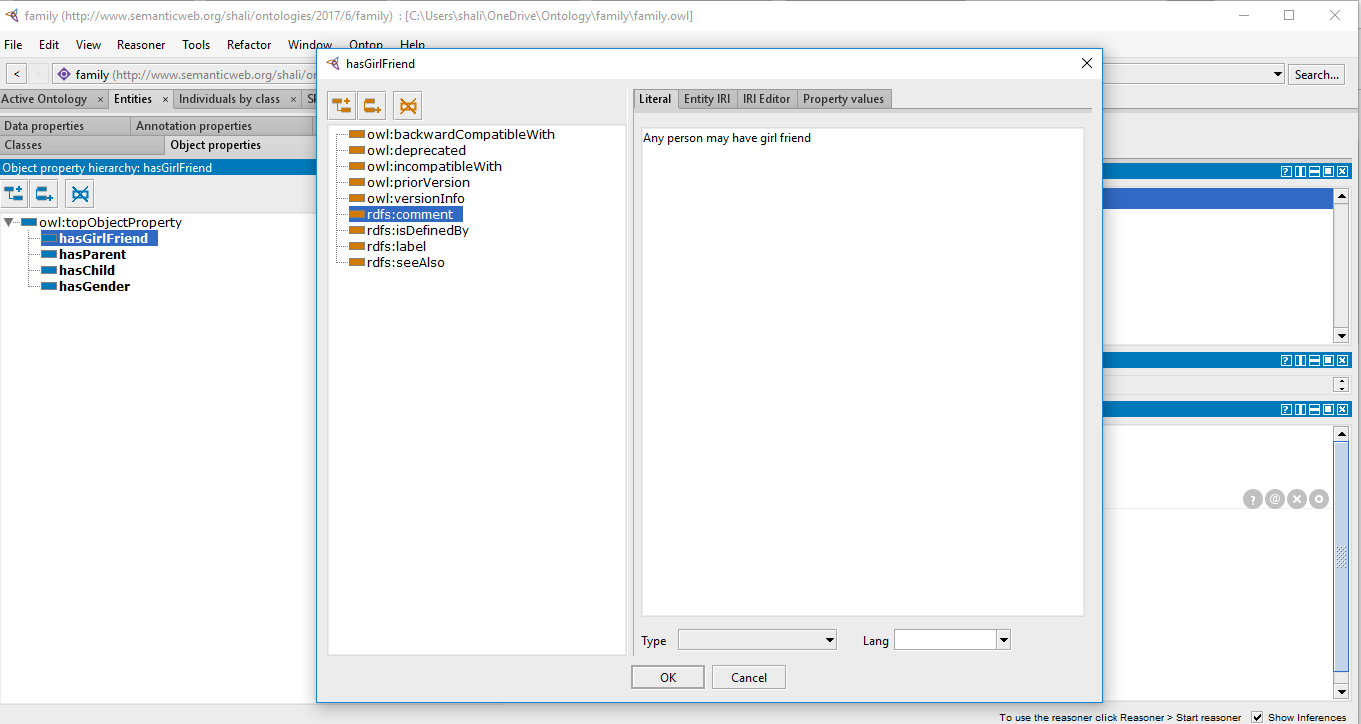 family (http://www.semanticweb.org/shali/ontologies/2017/6/family) : [C:\Users\shali\OneDrive\Ontology\family\family.owl]
File Edit View Reasoner Tools Refactor Window Ontop Help
< > family (http://www.semanticweb.org/shali/on Search...
Active Ontology × Entities × Individuals by class ×
Data properties Annotation properties
Classes Object properties
Object property hierarchy: hasGirlFriend
owl:topObjectProperty
hasGirlFriend
hasParent
hasChild
hasGender
hasGirlFriend
owl:backwardCompatibleWith
owl:deprecated
owl:incompatibleWith
owl:priorVersion
owl:versionInfo
rdfs:comment
rdfs:isDefinedBy
rdfs:label
rdfs:seeAlso
Literal Entity IRI IRI Editor Property values
Any person may have girl friend
Type Lang
OK Cancel
? @ × o
To use the reasoner click Reasoner > Start reasoner Show Inferences